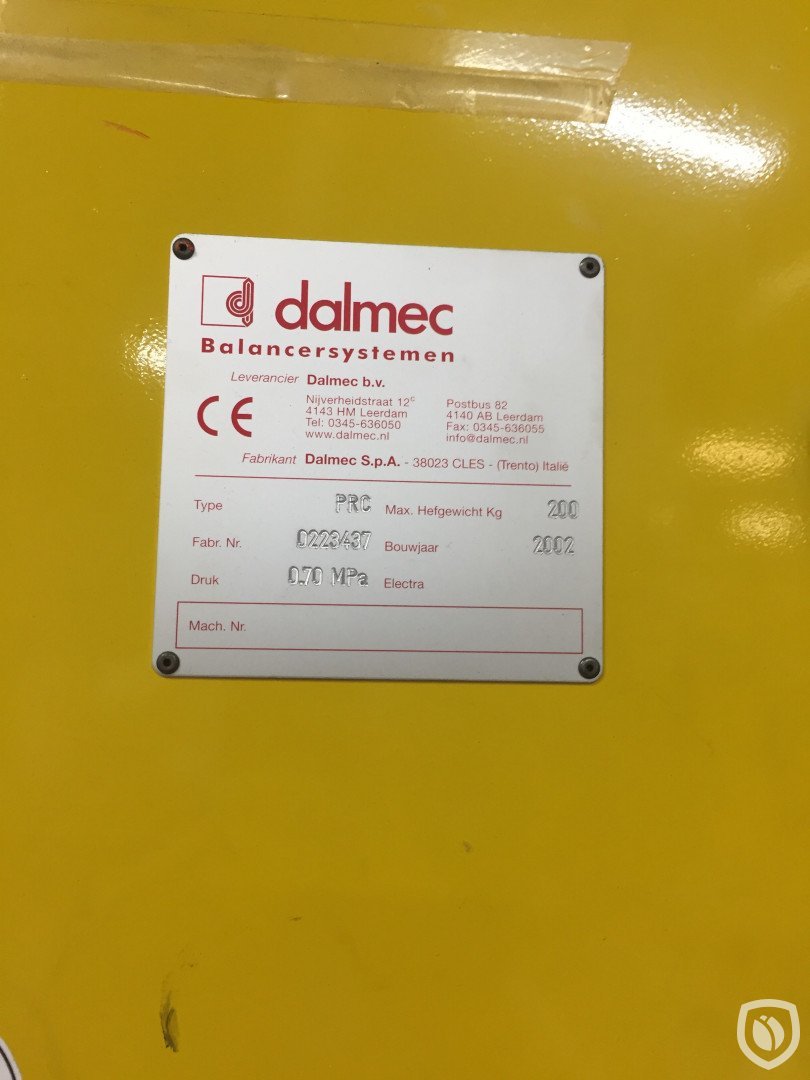 dalmec
Balancersystemen
Leverancier Dalmec b.v.
CE
Nijverheidstraat 12c
4143 HM Leerdam
Tel: 0345-636050
www.dalmec.nl
Postbus 82
4140 AB Leerdam
Fax: 0345-636055
info@dalmec.nl
Fabrikant Dalmec S.p.A. - 38023 CLES - (Trento) Italië
Type PRC Max. Hefgewicht Kg 200
Fabr. Nr. 0223437 Bouwjaar 2002
Druk 0.70 MPa Electra
Mach. Nr.